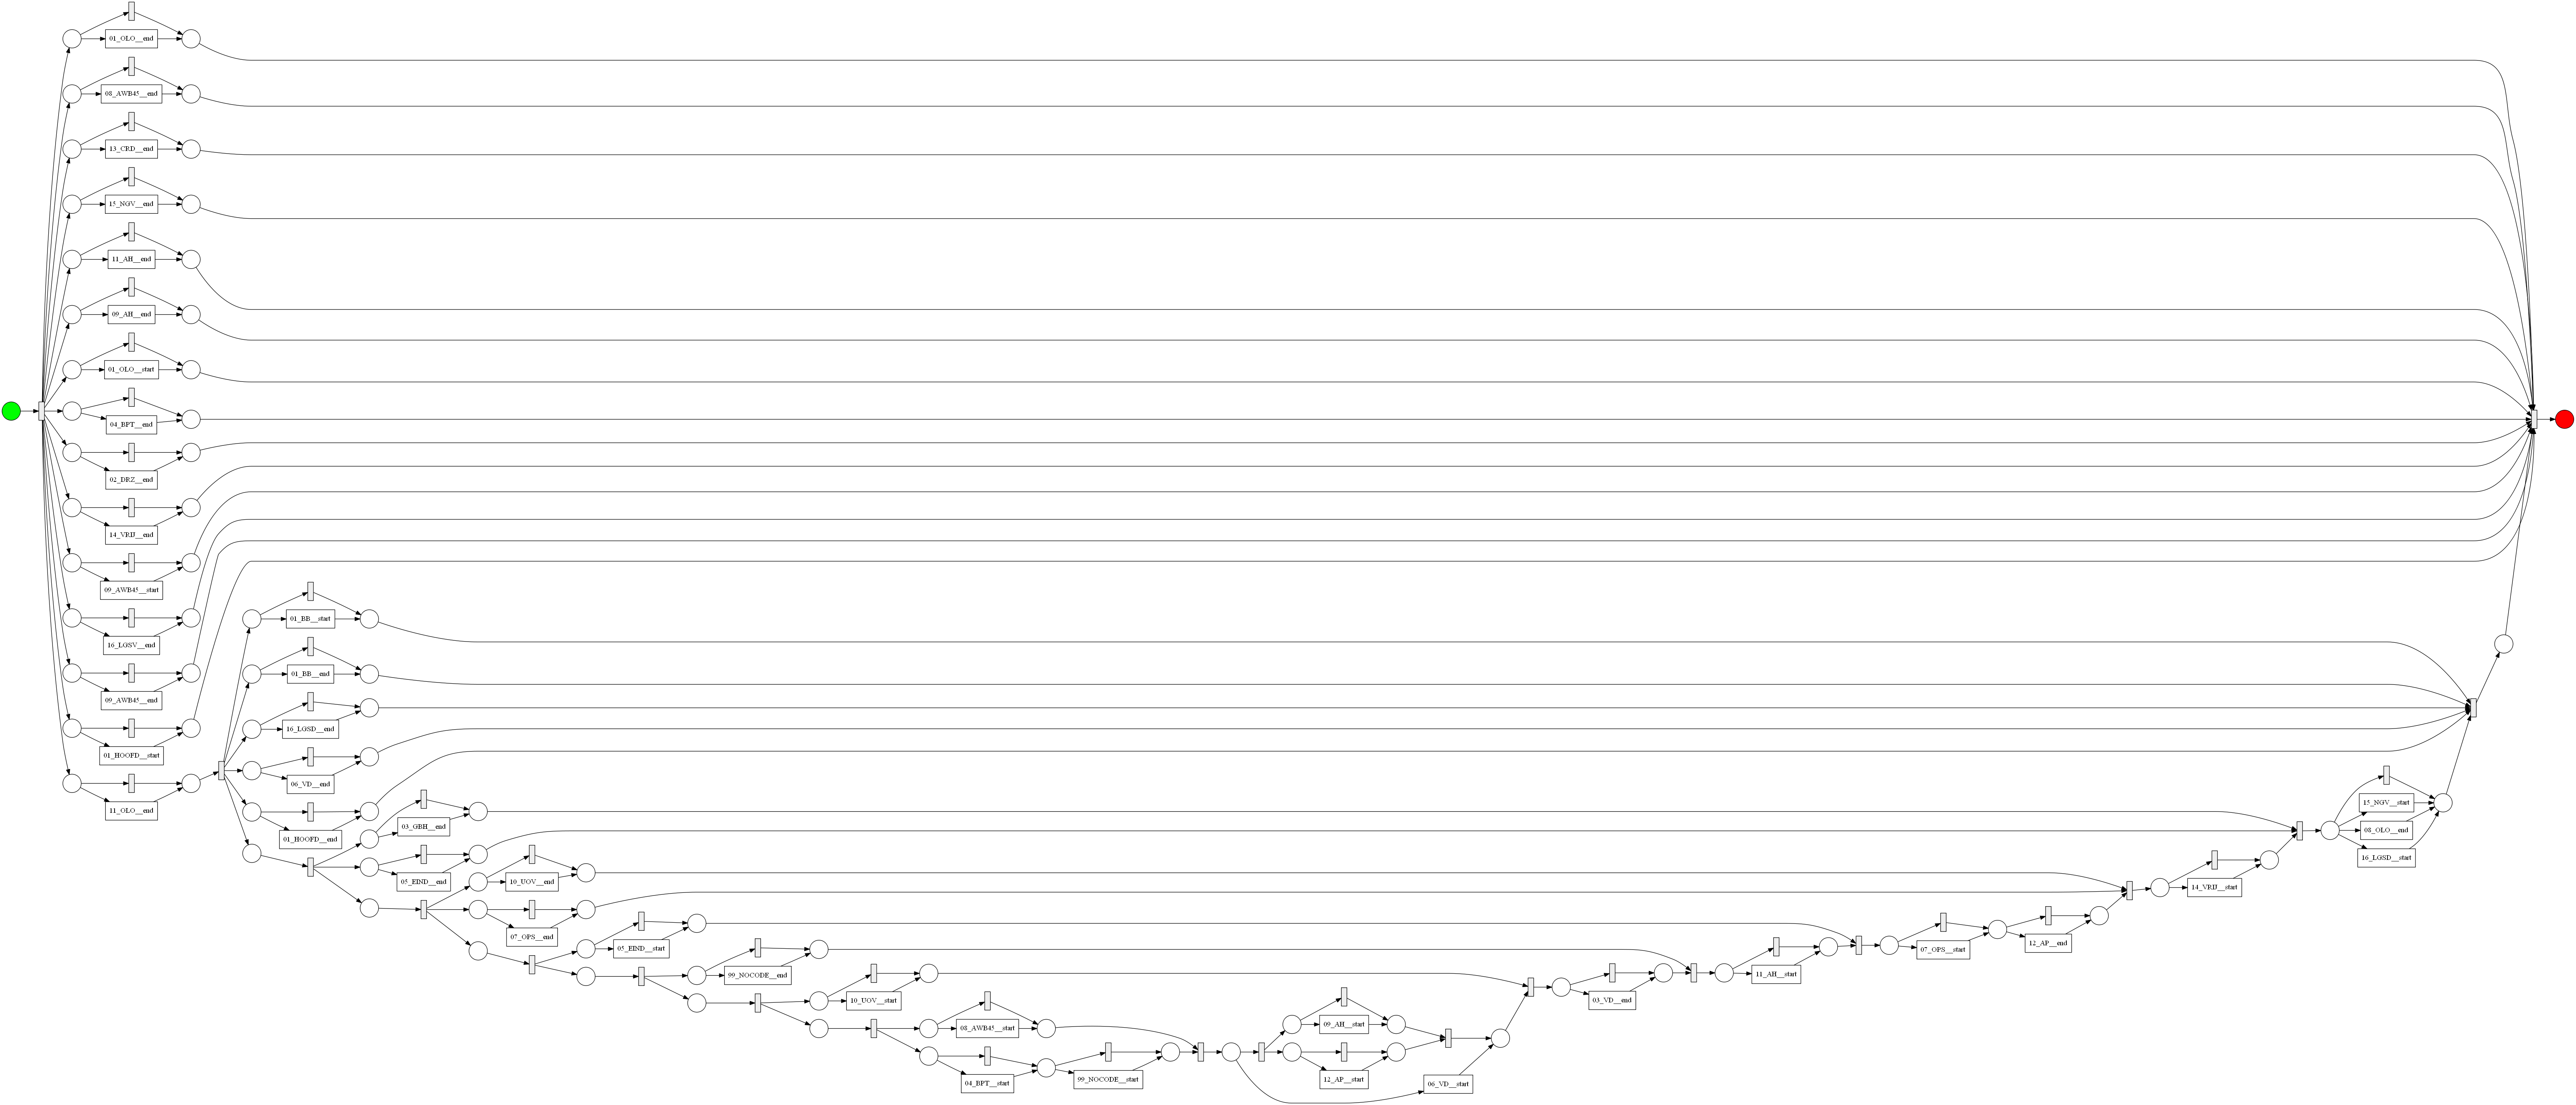 01_OLO__end
08_AWB45__end
13_CRD__end
15_NGV__end
11_AH__end
09_AH__end
01_OLO__start
04_BPT__end
02_DRZ__end
14_VRIJ__end
09_AWB45__start
16_LGSV__end
09_AWB45__end
01_HOOFD__start
11_OLO__end
01_BB__start
01_BB__end
16_LGSD__end
06_VD__end
01_HOOFD__end
03_GBH__end
05_EIND__end
10_UOV__end
07_OPS__end
05_EIND__start
99_NOCODE__end
10_UOV__start
08_AWB45__start
04_BPT__start
99_NOCODE__start
09_AH__start
12_AP__start
06_VD__start
03_VD__end
11_AH__start
07_OPS__start
12_AP__end
14_VRIJ__start
15_NGV__start
08_OLO__end
16_LGSD__start